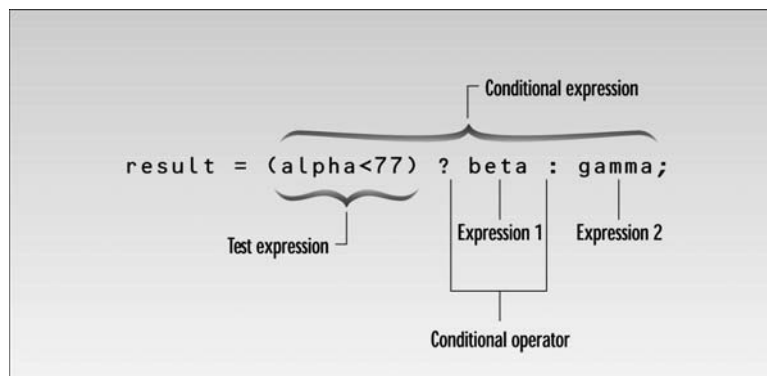 Conditional expression
result = (alpha<77) ? beta : gamma;
Test expression
Expression 1
Expression 2
Conditional operator